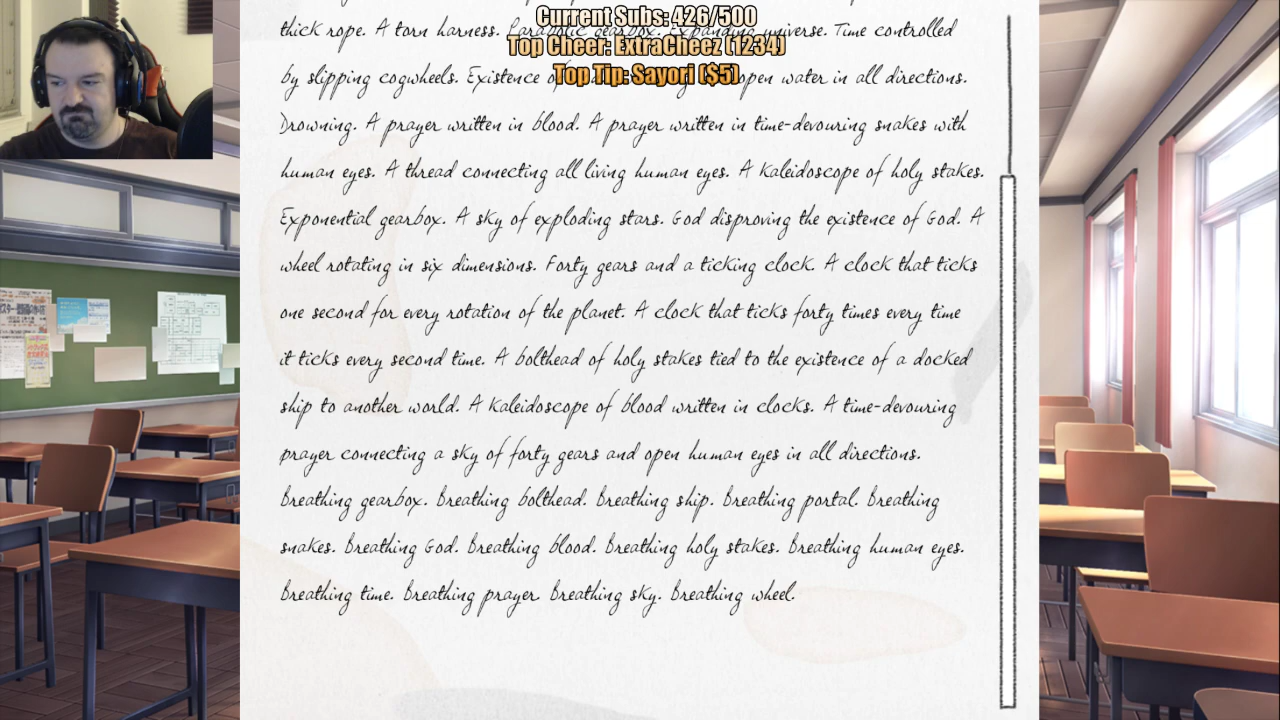 Current Subs: 426/500
Top Cheer: ExtraCheez (1234)
Top Tip: Sayori ($5)
thick rope. A torn harness. Parabolic gearbox. Expanding universe. Time controlled
by slipping cogwheels. Existence of open water in all directions.
Drowning. A prayer written in blood. A prayer written in time-devouring snakes with
human eyes. A thread connecting all living human eyes. A kaleidoscope of holy stakes.
Exponential gearbox. A sky of exploding stars. God disproving the existence of God. A
wheel rotating in six dimensions. Forty gears and a ticking clock. A clock that ticks
one second for every rotation of the planet. A clock that ticks forty times every time
it ticks every second time. A bolthead of holy stakes tied to the existence of a docked
ship to another world. A kaleidoscope of blood written in clocks. A time-devouring
prayer connecting a sky of forty gears and open human eyes in all directions.
Breathing gearbox. Breathing bolthead. Breathing ship. Breathing portal. Breathing
snakes. Breathing God. Breathing blood. Breathing holy stakes. Breathing human eyes.
Breathing time. Breathing prayer. Breathing sky. Breathing wheel.